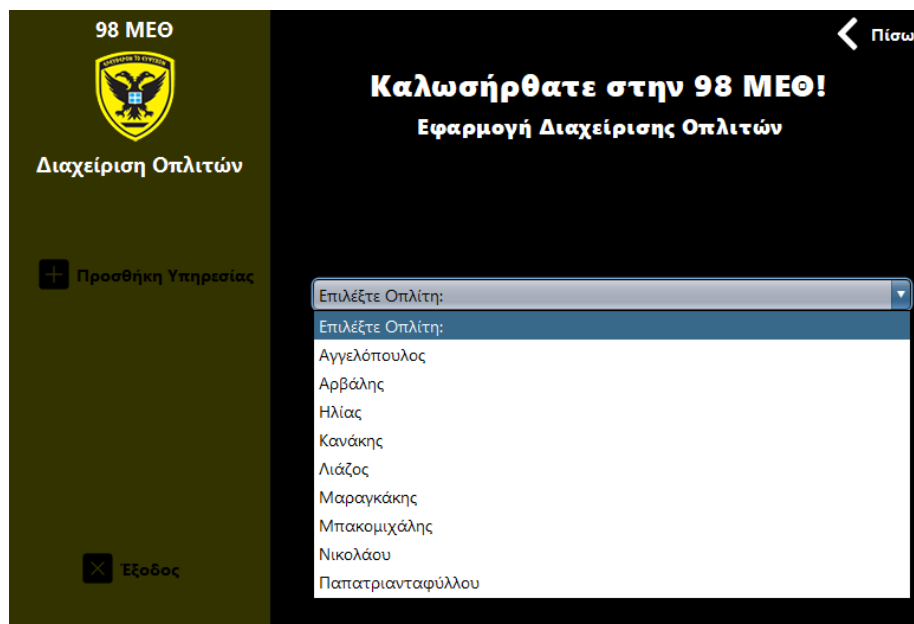 98 ΜΕΘ
Διαχείριση Οπλιτών
Προσθήκη Υπηρεσίας
Έξοδος
Πίσω
Καλωσήρθατε στην 98 ΜΕΘ!
Εφαρμογή Διαχείρισης Οπλιτών
Επιλέξτε Οπλίτη:
Επιλέξτε Οπλίτη:
Αγγελόπουλος
Αρβάλης
Ηλίας
Κανάκης
Λιάζος
Μαραγκάκης
Μπακομιχάλης
Νικολάου
Παπατριανταφύλλου